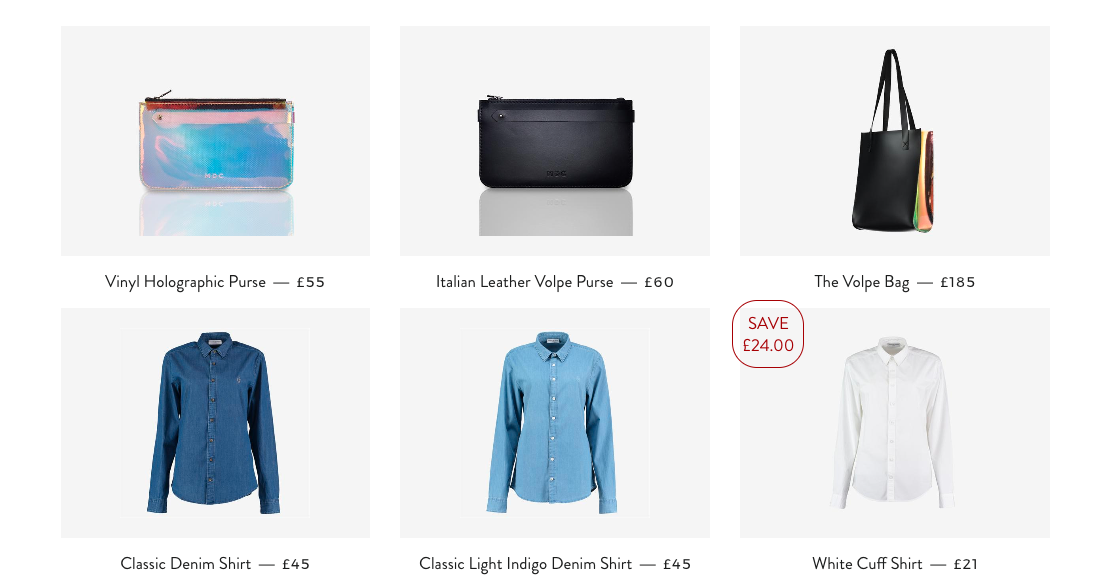 Vinyl Holographic Purse — £55
Italian Leather Volpe Purse — £60
The Volpe Bag — £185
SAVE
£24.00
Classic Denim Shirt — £45
Classic Light Indigo Denim Shirt — £45
White Cuff Shirt — £21